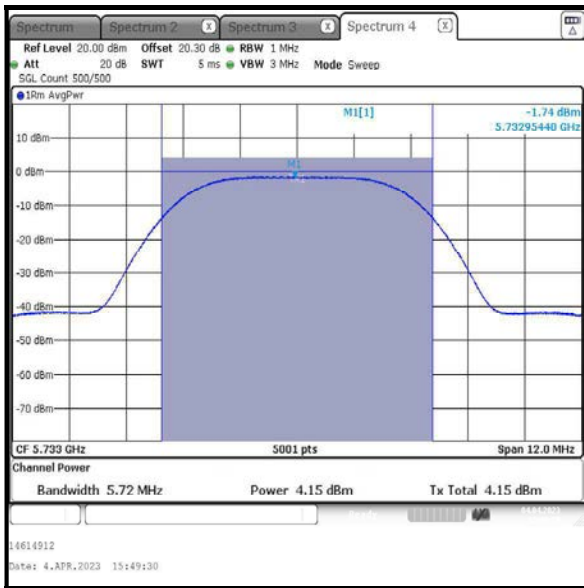 Spectrum Spectrum 2 X Spectrum 3 X Spectrum 4 X
Ref Level 20.00 dBm Offset 20.30 dB RBW 1 MHz
Att 20 dB SWT 5 ms VBW 3 MHz Mode Sweep
SGL Count 500/500
1Rm AvgPwr
M1[1] -1.74 dBm
5.73295440 GHz
10 dBm
0 dBm
M1
-10 dBm
-20 dBm
-30 dBm
-40 dBm
-50 dBm
-60 dBm
-70 dBm
CF 5.733 GHz 5001 pts Span 12.0 MHz
Channel Power
Bandwidth 5.72 MHz Power 4.15 dBm Tx Total 4.15 dBm
Ready
14614912
Date: 4.APR.2023 15:49:30